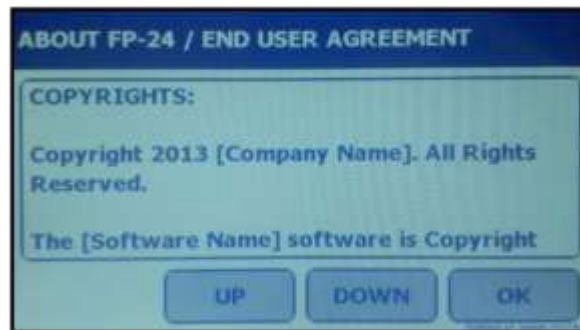 ABOUT FP-24 / END USER AGREEMENT
COPYRIGHTS:
Copyright 2013 [Company Name]. All Rights
Reserved.
The [Software Name] software is Copyright
UP DOWN OK